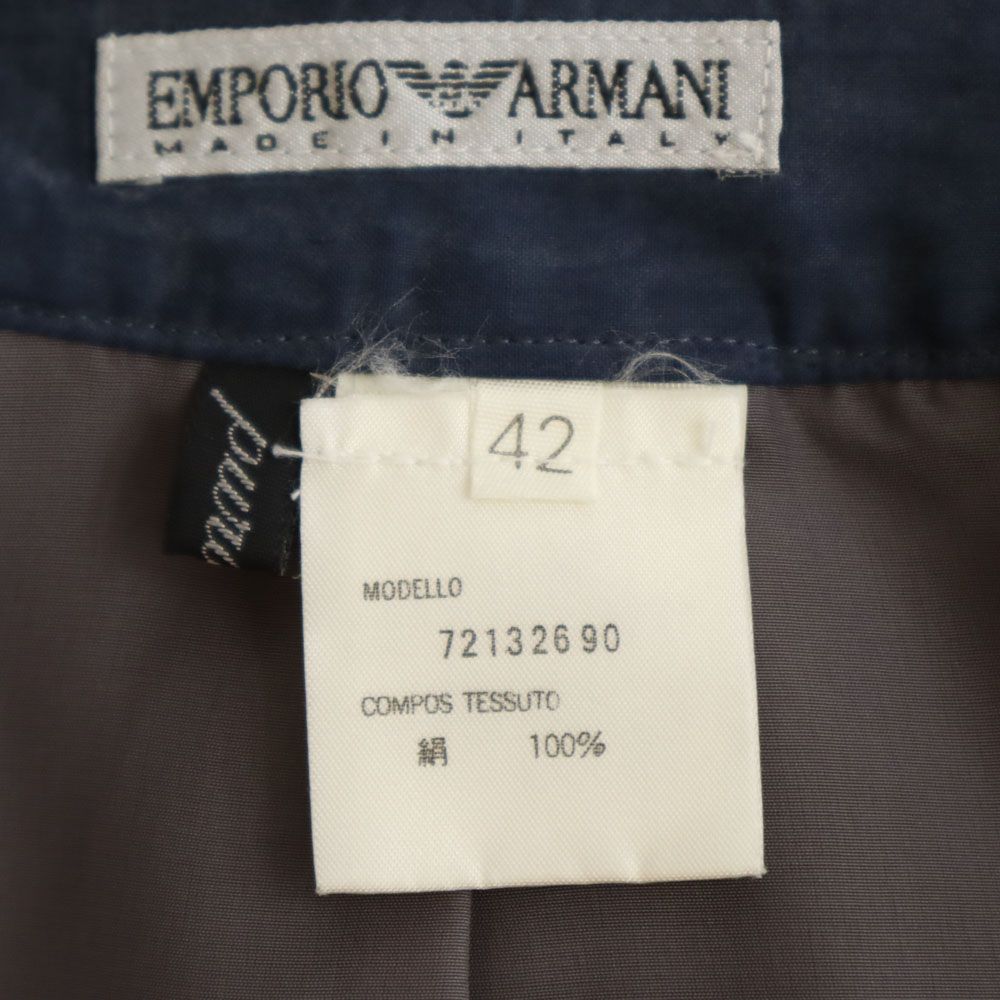 EMPORIO ARMANI
MADE IN ITALY
42
MODELLO
72132690
COMPOS TESSUTO
絹 100%